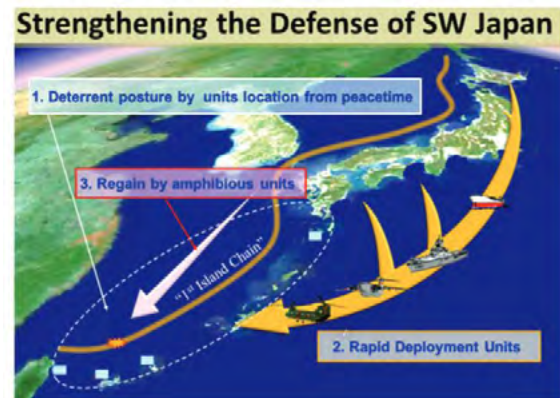 Strengthening the Defense of SW Japan
1. Deterrent posture by units location from peacetime
3. Regain by amphibious units
"1st Island Chain"
2. Rapid Deployment Units